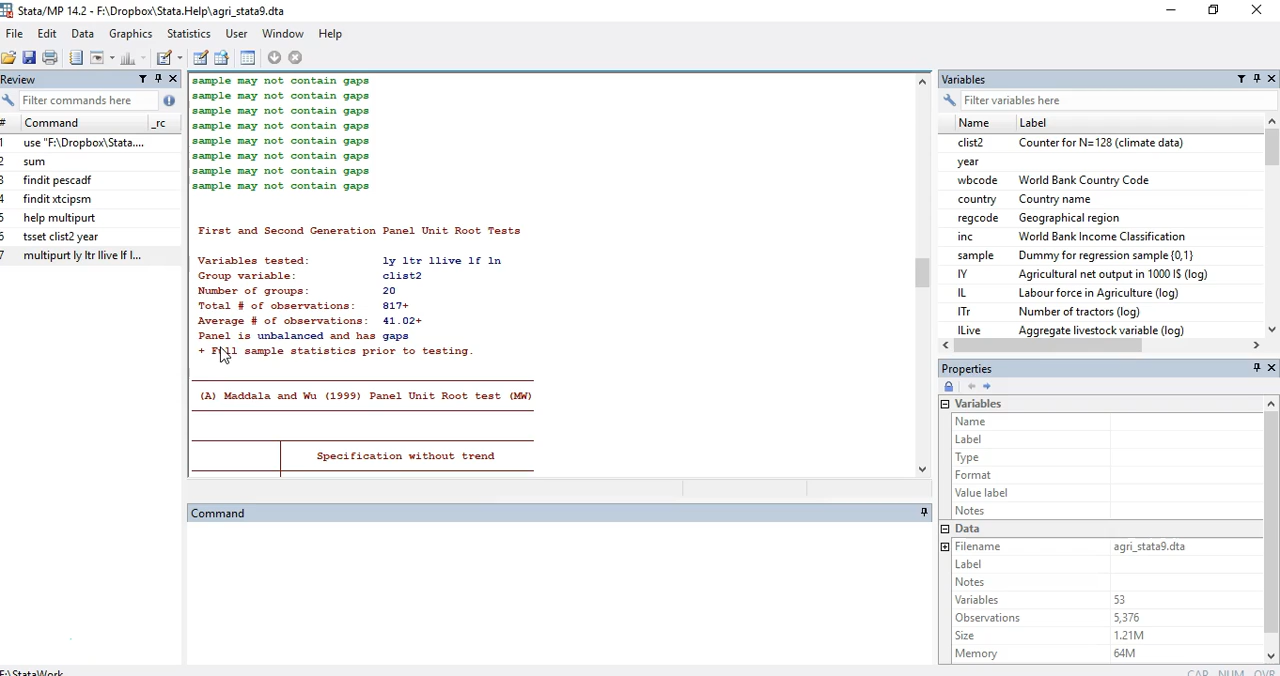 Stata/MP 14.2 - F:\Dropbox\Stata.Help\agri_stata9.dta
File Edit Data Graphics Statistics User Window Help
Review
Filter commands here
# Command _rc
1 use "F:\Dropbox\Stata....
2 sum
3 findit pescadf
4 findit xtcipsm
5 help multipurt
6 tsset clist2 year
7 multipurt ly ltr llive lf l...
sample may not contain gaps
sample may not contain gaps
sample may not contain gaps
sample may not contain gaps
sample may not contain gaps
sample may not contain gaps
sample may not contain gaps
sample may not contain gaps
First and Second Generation Panel Unit Root Tests
Variables tested: ly ltr llive lf ln
Group variable: clist2
Number of groups: 20
Total # of observations: 817+
Average # of observations: 41.02+
Panel is unbalanced and has gaps
+ Full sample statistics prior to testing.
(A) Maddala and Wu (1999) Panel Unit Root test (MW)
Specification without trend
Command
Variables
Filter variables here
Name Label
clist2 Counter for N=128 (climate data)
year
wbcode World Bank Country Code
country Country name
regcode Geographical region
inc World Bank Income Classification
sample Dummy for regression sample {0,1}
lY Agricultural net output in 1000 I$ (log)
lL Labour force in Agriculture (log)
lTr Number of tractors (log)
lLive Aggregate livestock variable (log)
Properties
Variables
Name
Label
Type
Format
Value label
Notes
Data
Filename agri_stata9.dta
Label
Notes
Variables 53
Observations 5,376
Size 1.21M
Memory 64M
F:\StataWork
CAP NUM OVR